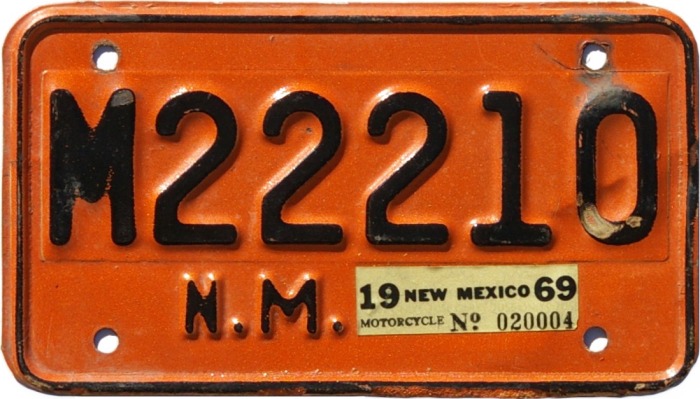 M22210
N.M.
19 NEW MEXICO 69
MOTORCYCLE Nº 020004